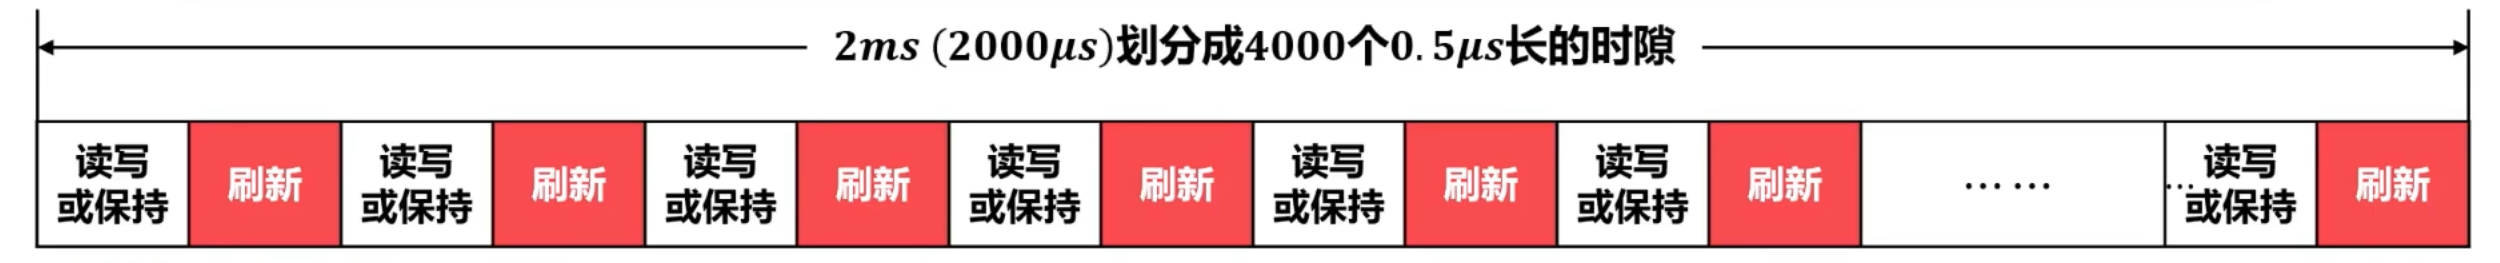 2ms (2000μs)划分成4000个0.5μs长的时隙
读写
或保持
刷新
读写
或保持
刷新
读写
或保持
刷新
读写
或保持
刷新
读写
或保持
刷新
读写
或保持
刷新
……
…
读写
或保持
刷新